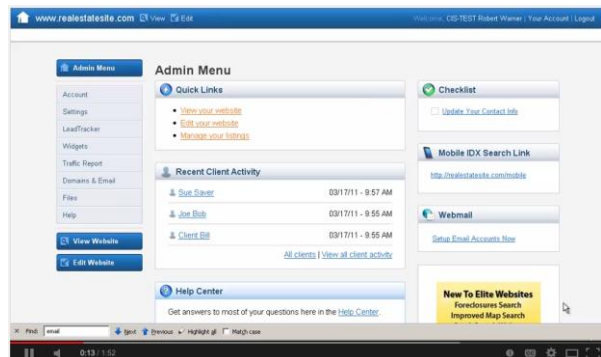 www.realestatesite.com View Edit
Welcome, CIS-TEST Robert Warner | Your Account | Logout
Admin Menu
Account
Settings
LeadTracker
Widgets
Traffic Report
Domains & Email
Files
Help
View Website
Edit Website
Admin Menu
Quick Links
View your website
Edit your website
Manage your listings
Recent Client Activity
Sue Saver 03/17/11 - 9:57 AM
Joe Bob 03/17/11 - 9:55 AM
Client Bill 03/17/11 - 9:55 AM
All clients | View all client activity
Help Center
Get answers to most of your questions here in the Help Center.
Checklist
Update Your Contact Info
Mobile IDX Search Link
http://realestatesite.com/mobile
Webmail
Setup Email Accounts Now
New To Elite Websites
Foreclosures Search
Improved Map Search
× Find: email Next Previous Highlight all Match case
0:13 / 1:52